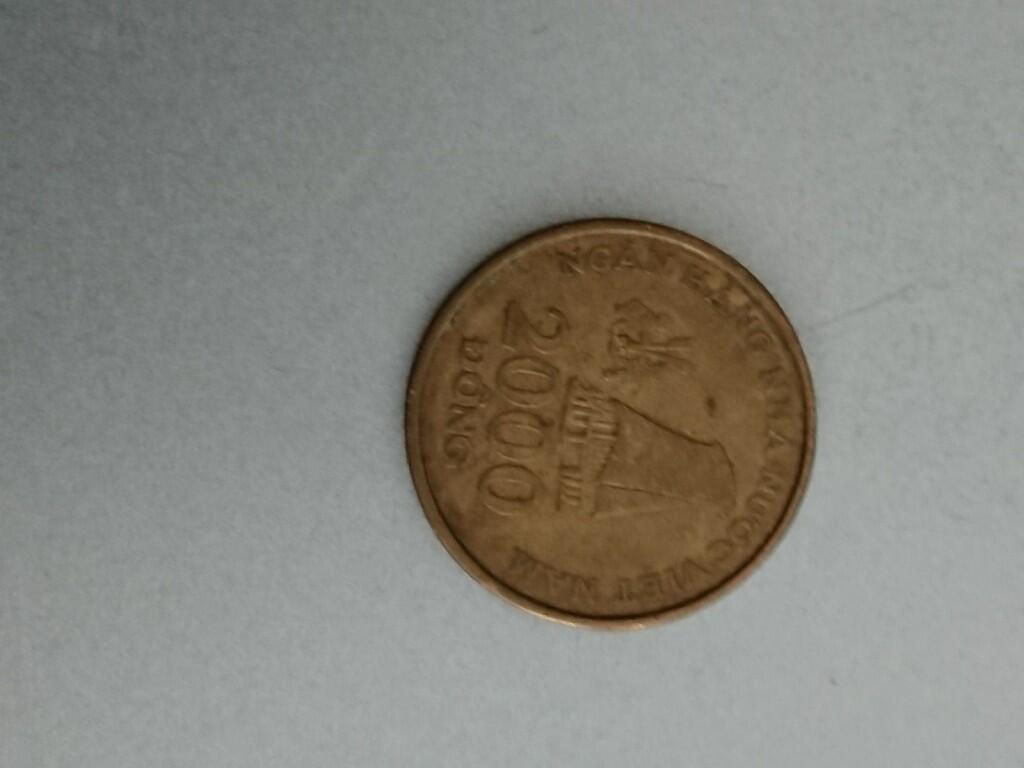 NGÂN HÀNG NHÀ NƯỚC VIỆT NAM
2000
ĐỒNG